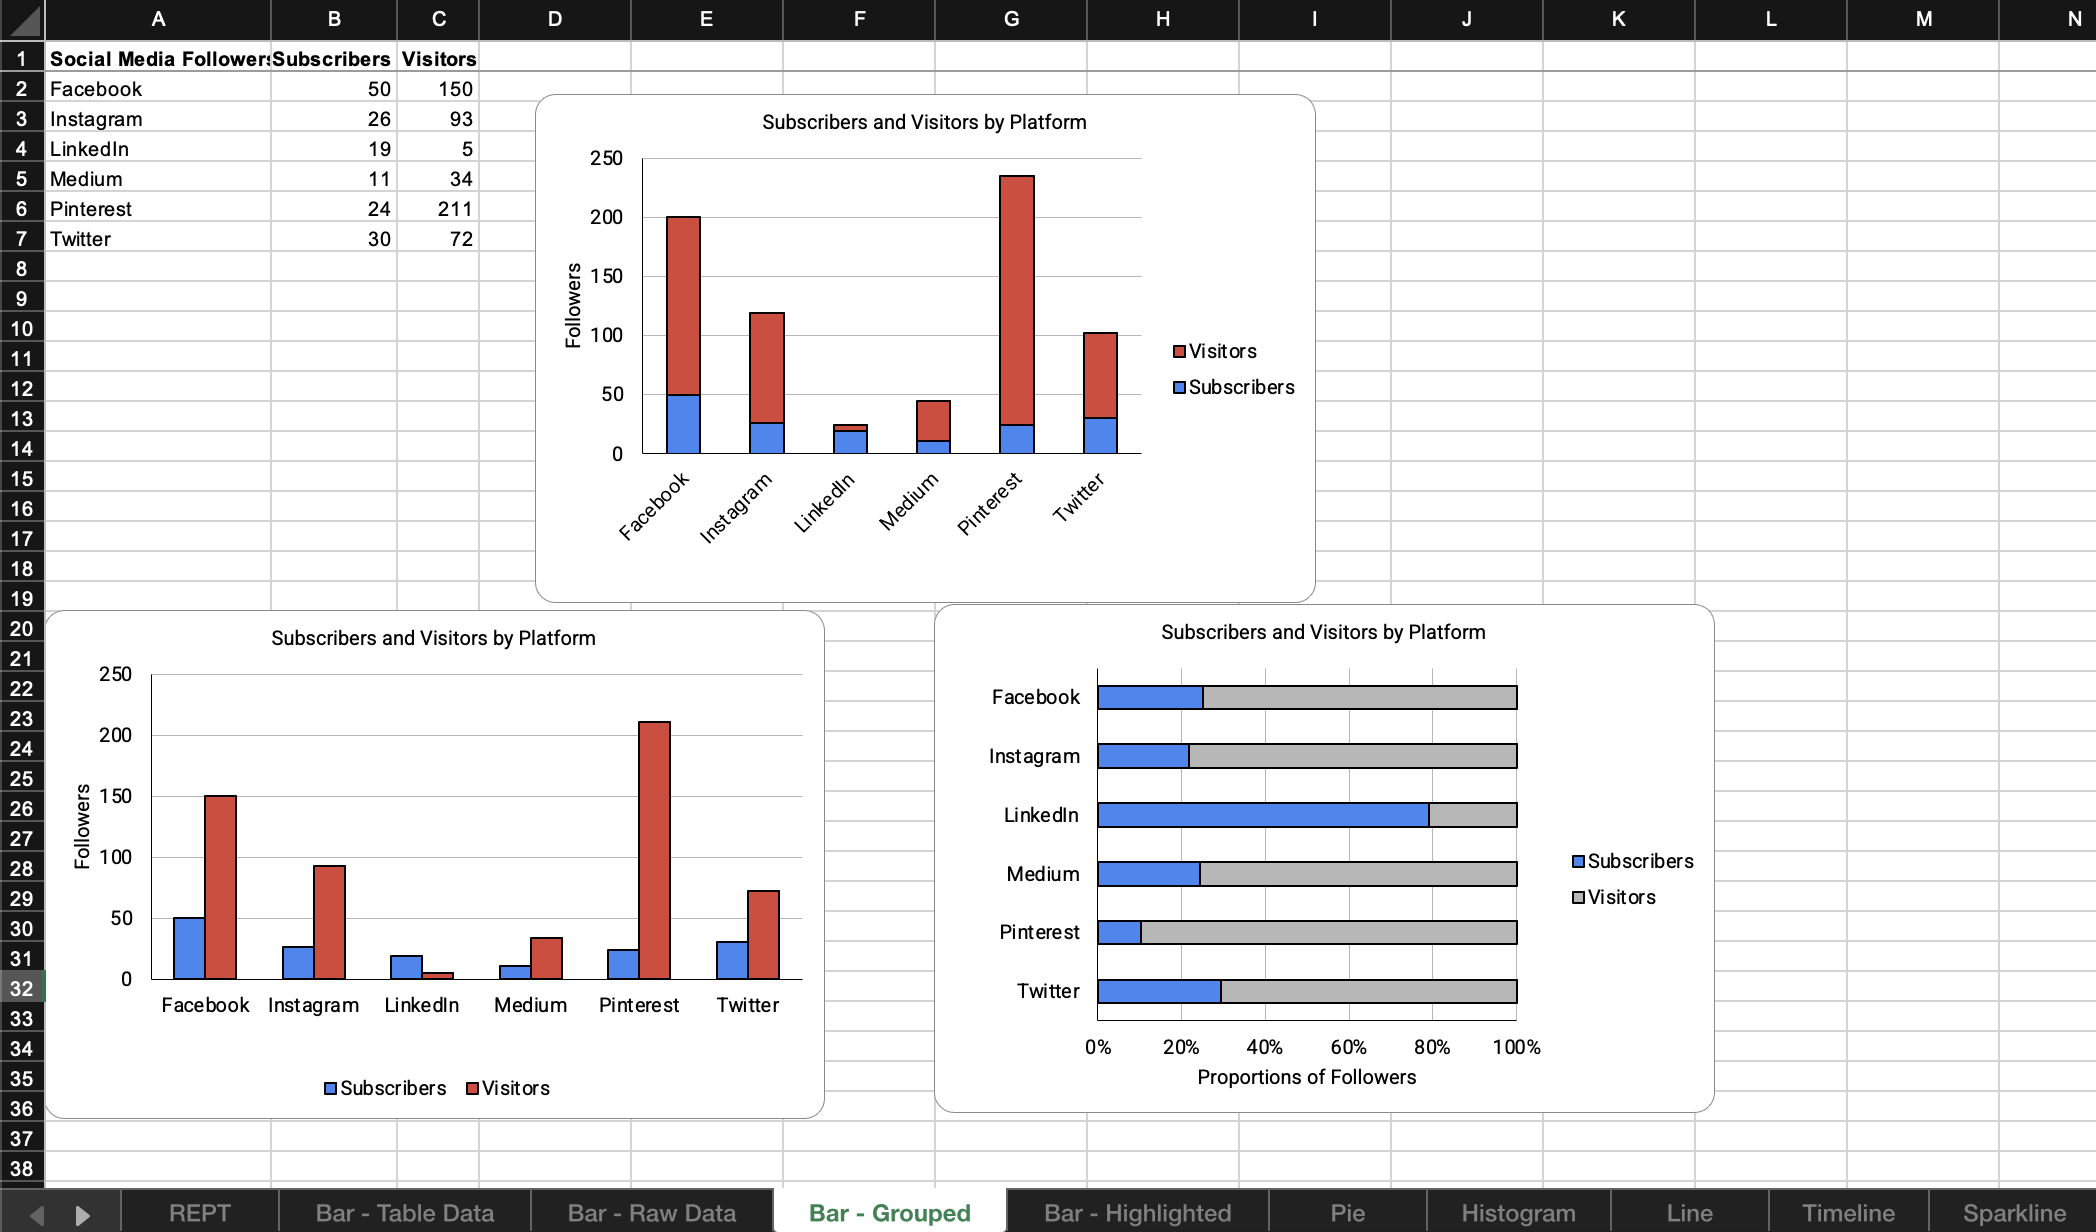 A B C D E F G H I J K L M N
1 Social Media Followers Subscribers Visitors
2 Facebook 50 150
3 Instagram 26 93
4 LinkedIn 19 5
5 Medium 11 34
6 Pinterest 24 211
7 Twitter 30 72
8
9
10
11
12
13
14
15
16
17
18
19
20
21
22
23
24
25
26
27
28
29
30
31
32
33
34
35
36
37
38
Subscribers and Visitors by Platform
250
200
150
100
50
0
Followers
Facebook Instagram LinkedIn Medium Pinterest Twitter
Visitors
Subscribers
Subscribers and Visitors by Platform
250
200
150
100
50
0
Followers
Facebook Instagram LinkedIn Medium Pinterest Twitter
Subscribers Visitors
Subscribers and Visitors by Platform
Facebook
Instagram
LinkedIn
Medium
Pinterest
Twitter
0% 20% 40% 60% 80% 100%
Proportions of Followers
Subscribers
Visitors
REPT Bar - Table Data Bar - Raw Data Bar - Grouped Bar - Highlighted Pie Histogram Line Timeline Sparkline